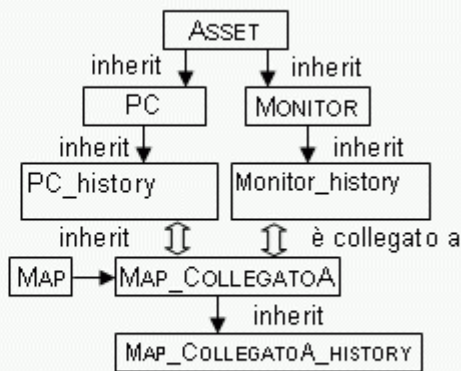 ASSET
inherit inherit
PC MONITOR
inherit inherit
PC_history Monitor_history
inherit è collegato a
MAP MAP_COLLEGATOA
inherit
MAP_COLLEGATOA_HISTORY